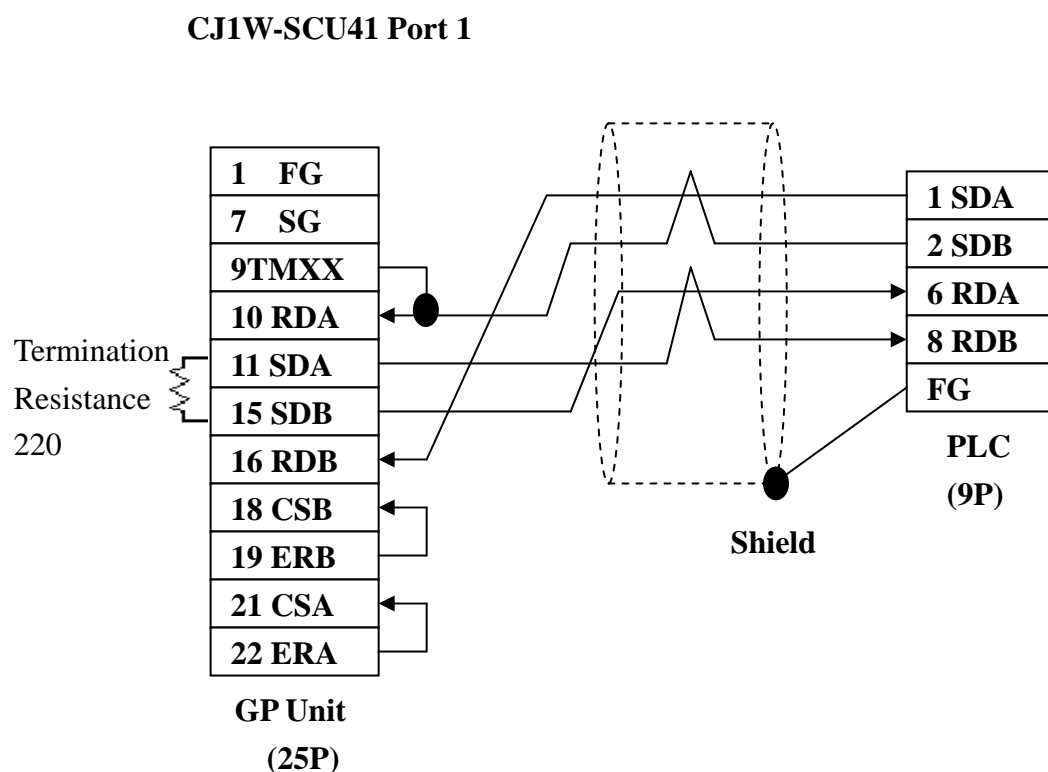 CJ1W-SCU41 Port 1
1 FG
7 SG
9TMXX
10 RDA
11 SDA
15 SDB
16 RDB
18 CSB
19 ERB
21 CSA
22 ERA
GP Unit
(25P)
Termination
Resistance
220
Shield
1 SDA
2 SDB
6 RDA
8 RDB
FG
PLC
(9P)